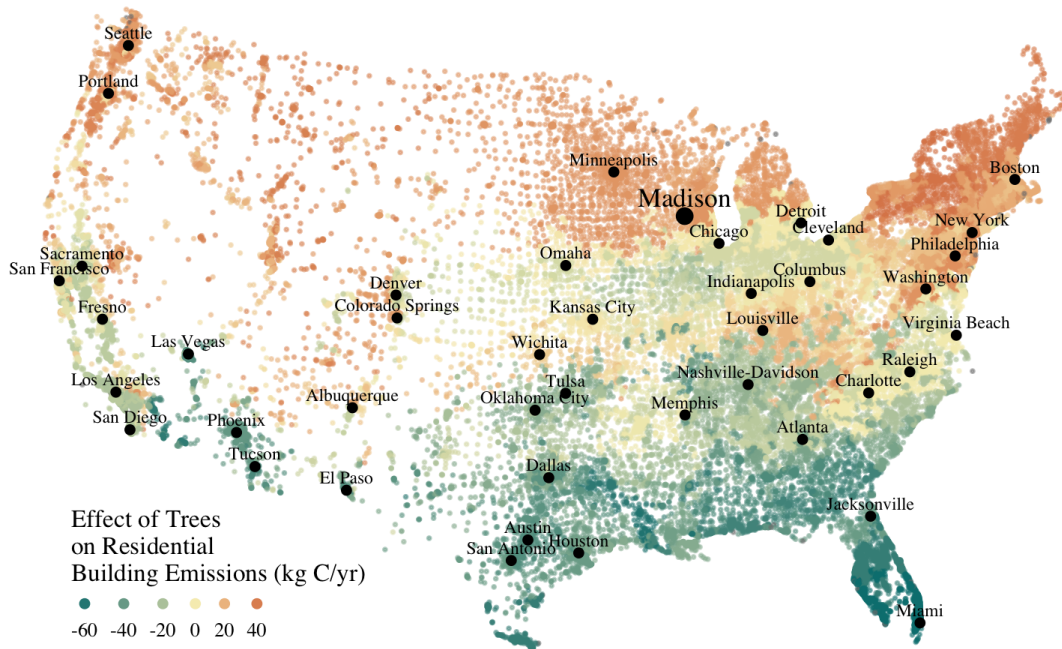 Seattle
Portland
Minneapolis
Boston
Madison
Detroit
New York
Chicago
Cleveland
Philadelphia
Sacramento
Omaha
San Francisco
Columbus
Washington
Denver
Indianapolis
Colorado Springs
Fresno
Kansas City
Louisville
Virginia Beach
Las Vegas
Wichita
Raleigh
Los Angeles
Tulsa
Nashville-Davidson
Charlotte
Albuquerque
Oklahoma City
Memphis
San Diego
Phoenix
Atlanta
Tucson
Dallas
El Paso
Jacksonville
Effect of Trees
on Residential
Building Emissions (kg C/yr)
Austin
San Antonio
Houston
Miami
-60 -40 -20 0 20 40